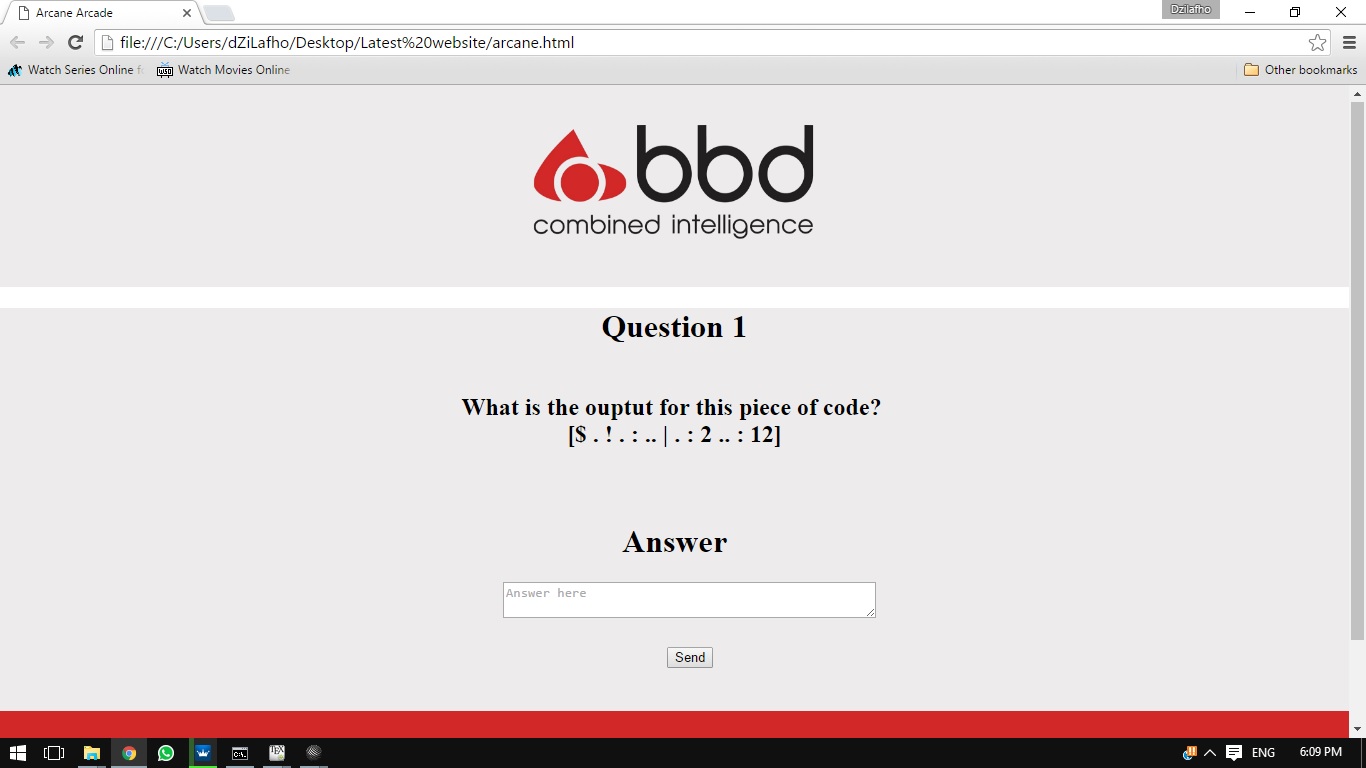 Arcane Arcade
Dzilafho
file:///C:/Users/dZiLafho/Desktop/Latest%20website/arcane.html
Watch Series Online f
Watch Movies Online
Other bookmarks
bbd
combined intelligence
Question 1
What is the ouptut for this piece of code?
[$ . ! . : .. | . : 2 .. : 12]
Answer
Answer here
Send
ENG
6:09 PM